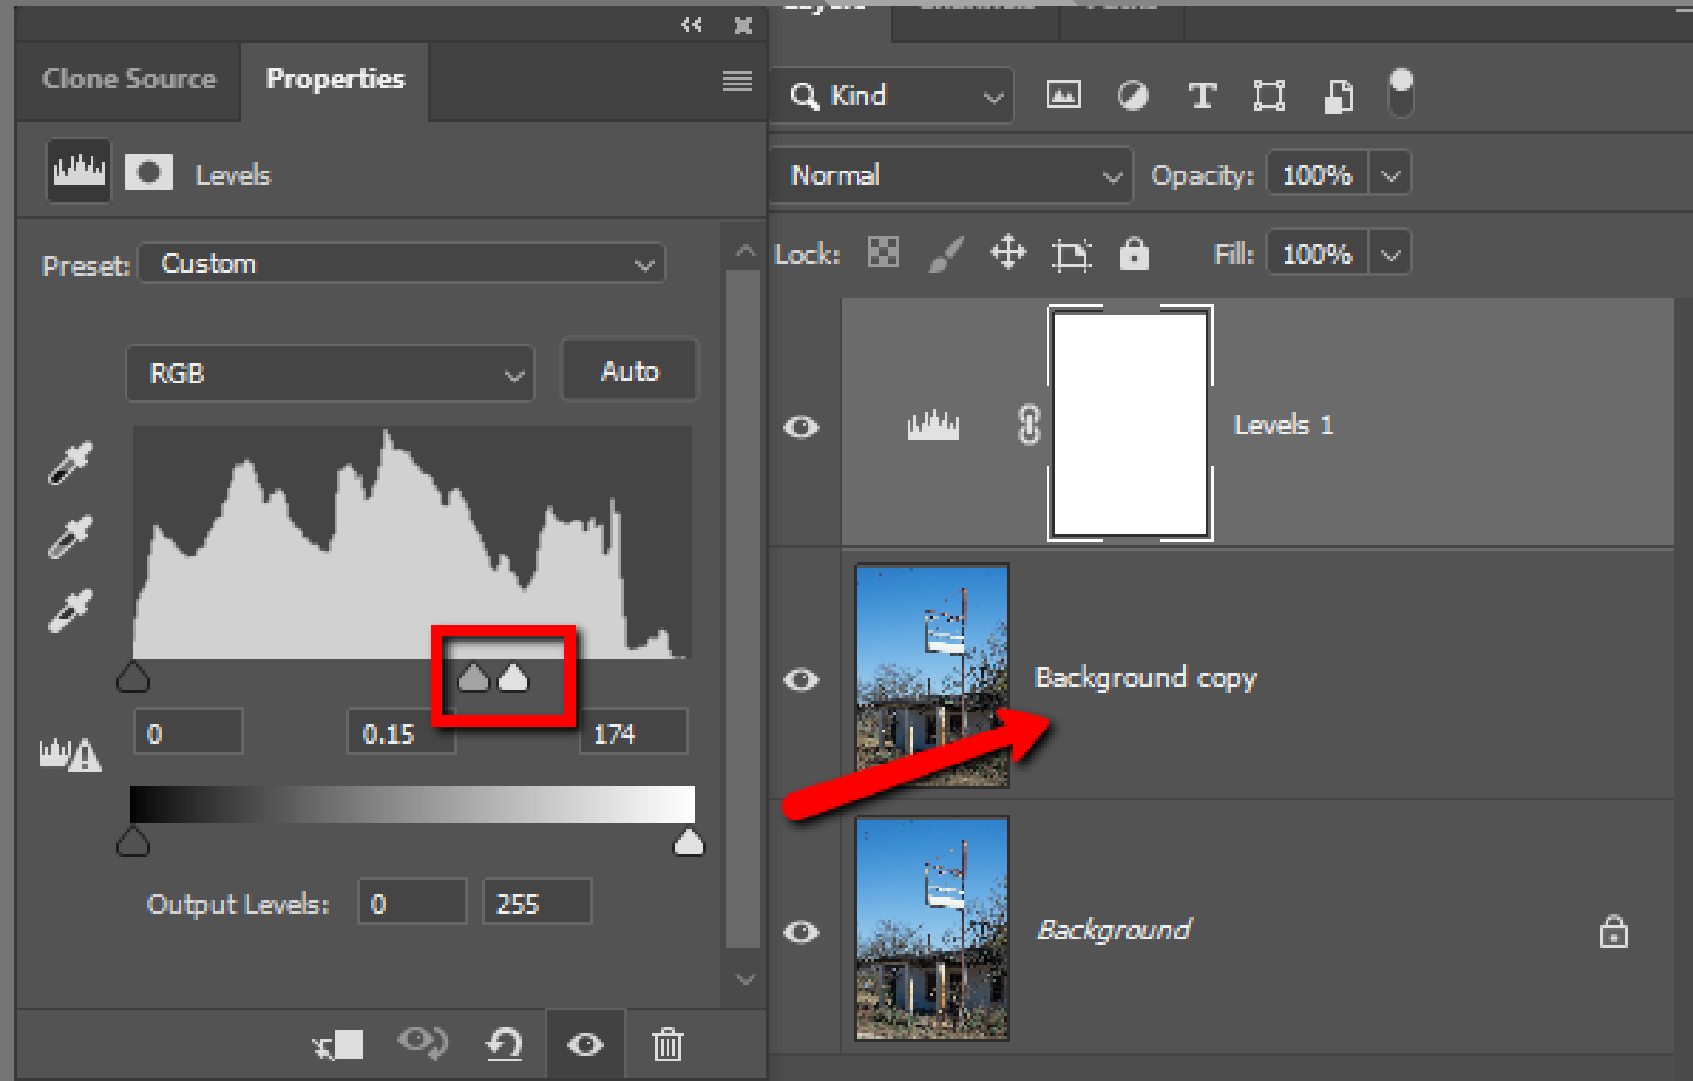 Clone Source
Properties
Levels
Preset:
Custom
RGB
Auto
0
0.15
174
Output Levels:
0
255
Layers
Kind
T
Normal
Opacity:
100%
Lock:
Fill:
100%
Levels 1
Background copy
Background